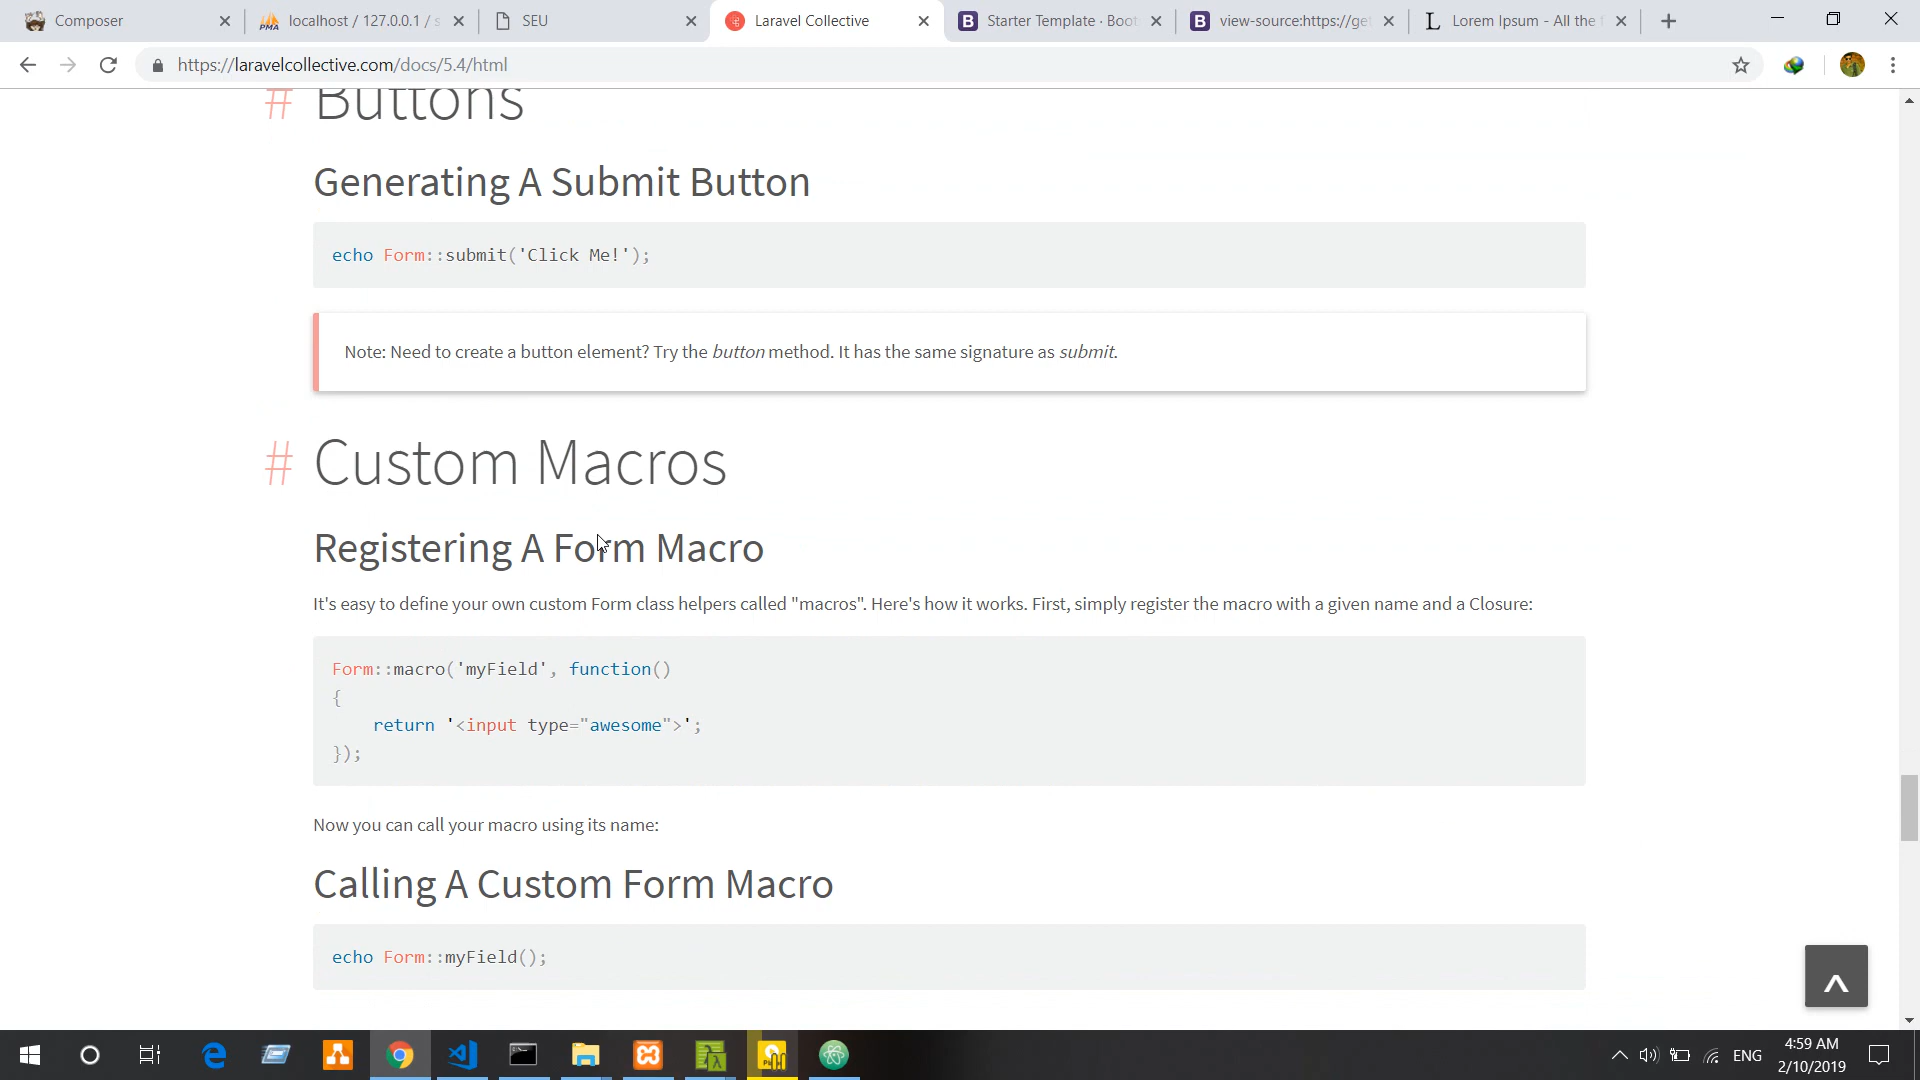 Composer
localhost / 127.0.0.1 / s
SEU
Laravel Collective
Starter Template · Boot
view-source:https://get
Lorem Ipsum - All the f
https://laravelcollective.com/docs/5.4/html
# Buttons
Generating A Submit Button
echo Form::submit('Click Me!');
Note: Need to create a button element? Try the button method. It has the same signature as submit.
# Custom Macros
Registering A Form Macro
It's easy to define your own custom Form class helpers called "macros". Here's how it works. First, simply register the macro with a given name and a Closure:
Form::macro('myField', function()
{
    return '<input type="awesome">';
});
Now you can call your macro using its name:
Calling A Custom Form Macro
echo Form::myField();
ENG
4:59 AM
2/10/2019